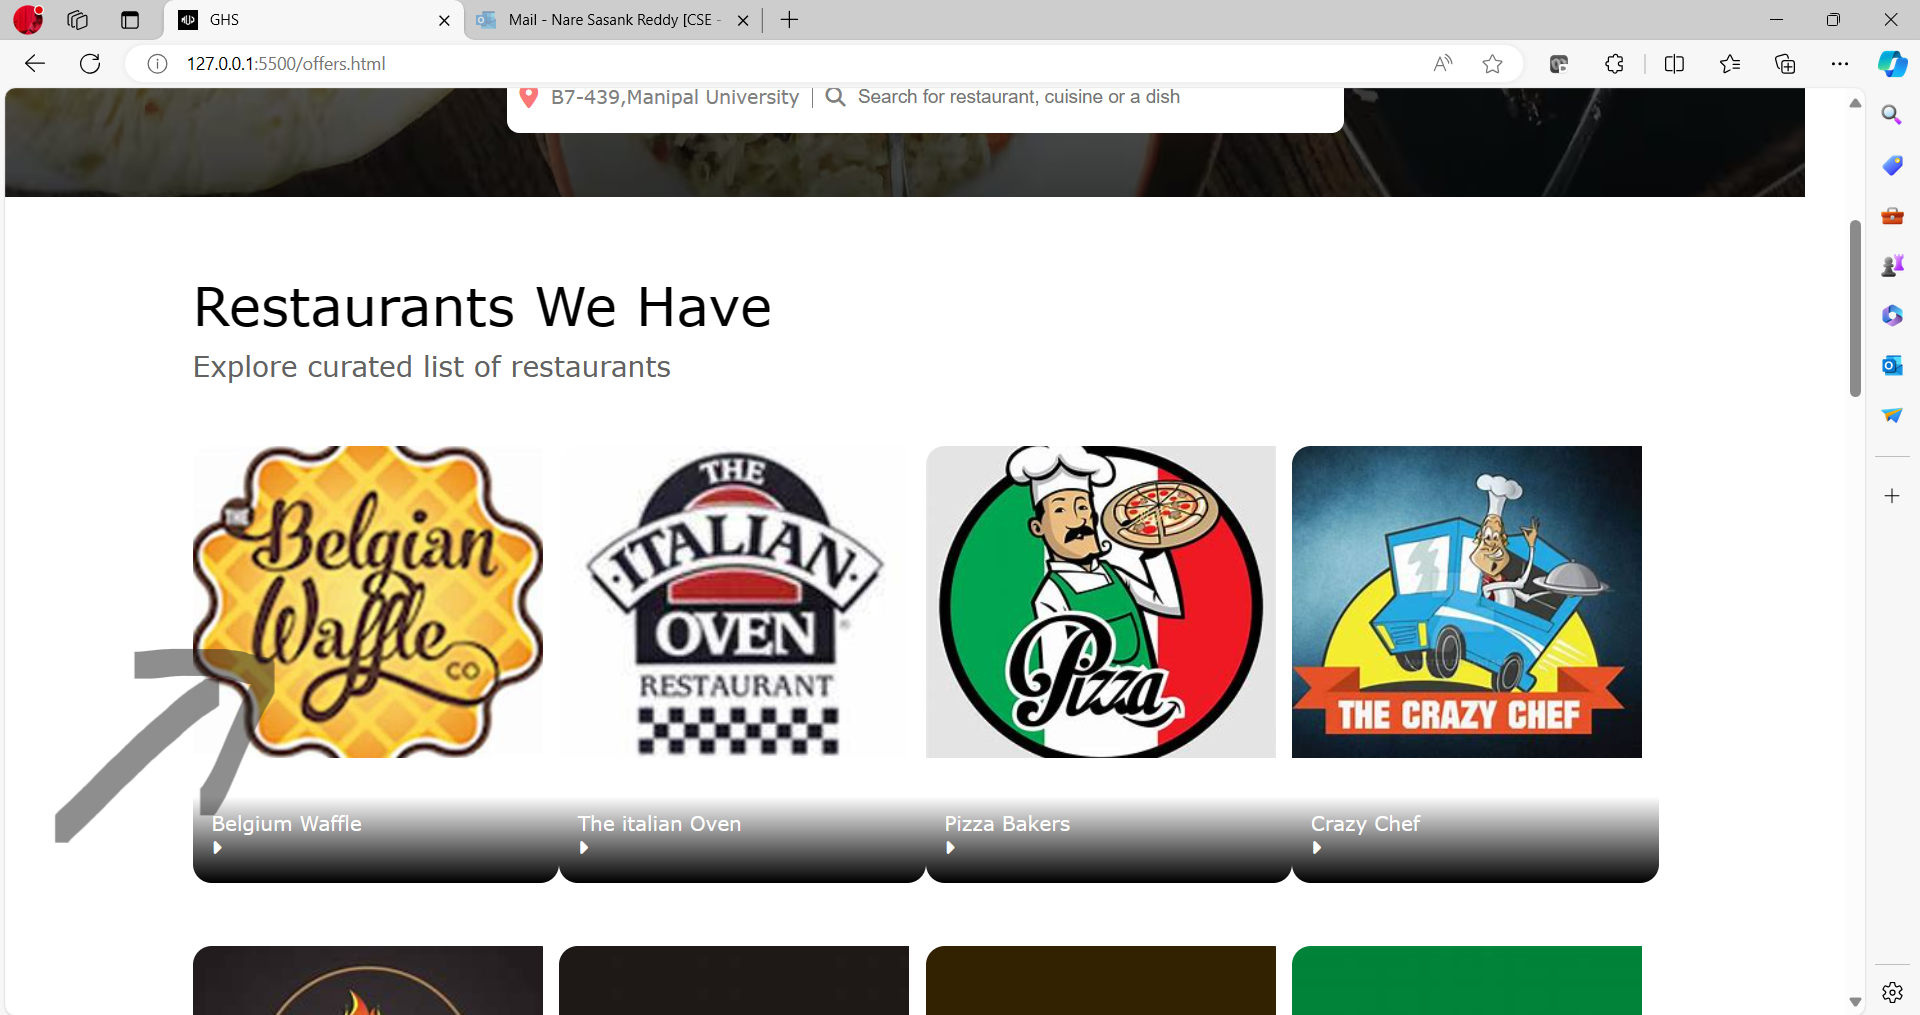 GHS
Mail - Nare Sasank Reddy [CSE -
127.0.0.1:5500/offers.html
B7-439,Manipal University
Search for restaurant, cuisine or a dish
Restaurants We Have
Explore curated list of restaurants
THE
Belgian
Waffle
CO
THE
ITALIAN
OVEN
RESTAURANT
Pizza
THE CRAZY CHEF
Belgium Waffle
The italian Oven
Pizza Bakers
Crazy Chef